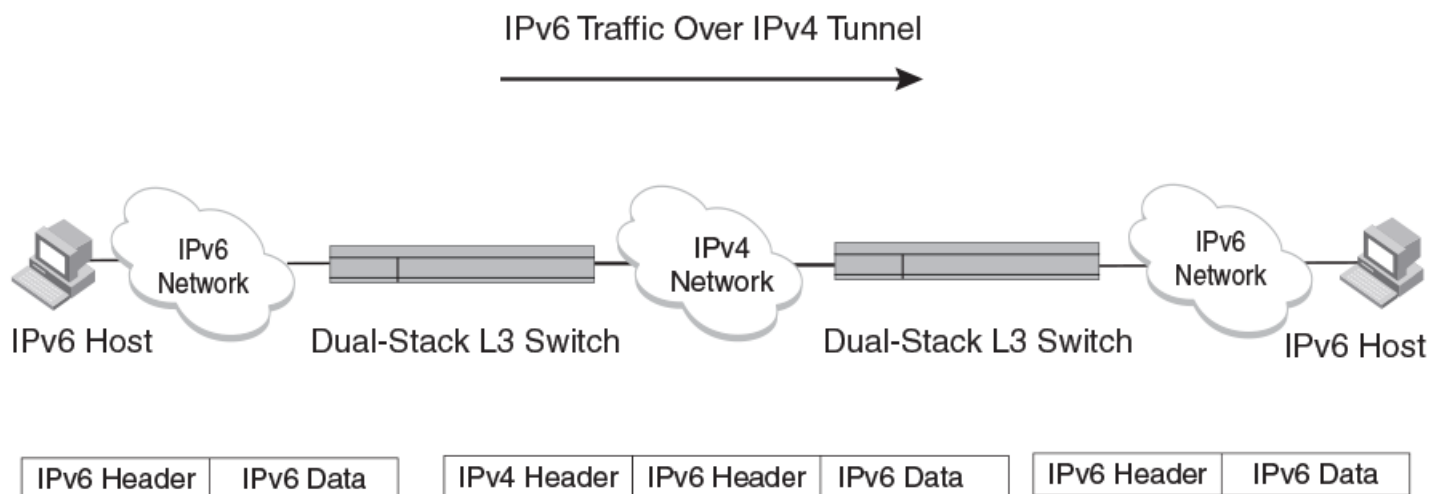 IPv6 Traffic Over IPv4 Tunnel
IPv6
Network
IPv4
Network
IPv6
Network
IPv6 Host
Dual-Stack L3 Switch
Dual-Stack L3 Switch
IPv6 Host
IPv6 Header
IPv6 Data
IPv4 Header
IPv6 Header
IPv6 Data
IPv6 Header
IPv6 Data